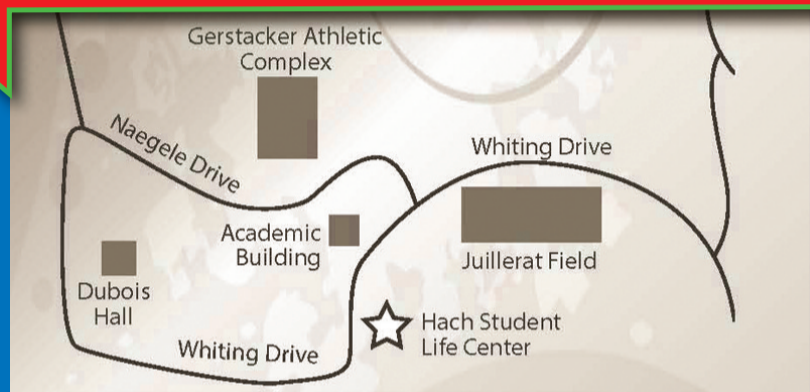 Gerstacker Athletic
Complex
Naegele Drive
Whiting Drive
Academic
Building
Juillerat Field
Dubois
Hall
Hach Student
Life Center
Whiting Drive